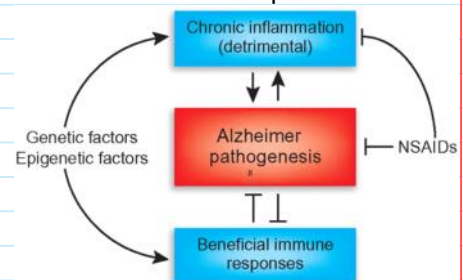 Chronic inflammation
(detrimental)
Genetic factors
Epigenetic factors
Alzheimer
pathogenesis
NSAIDs
Beneficial immune
responses